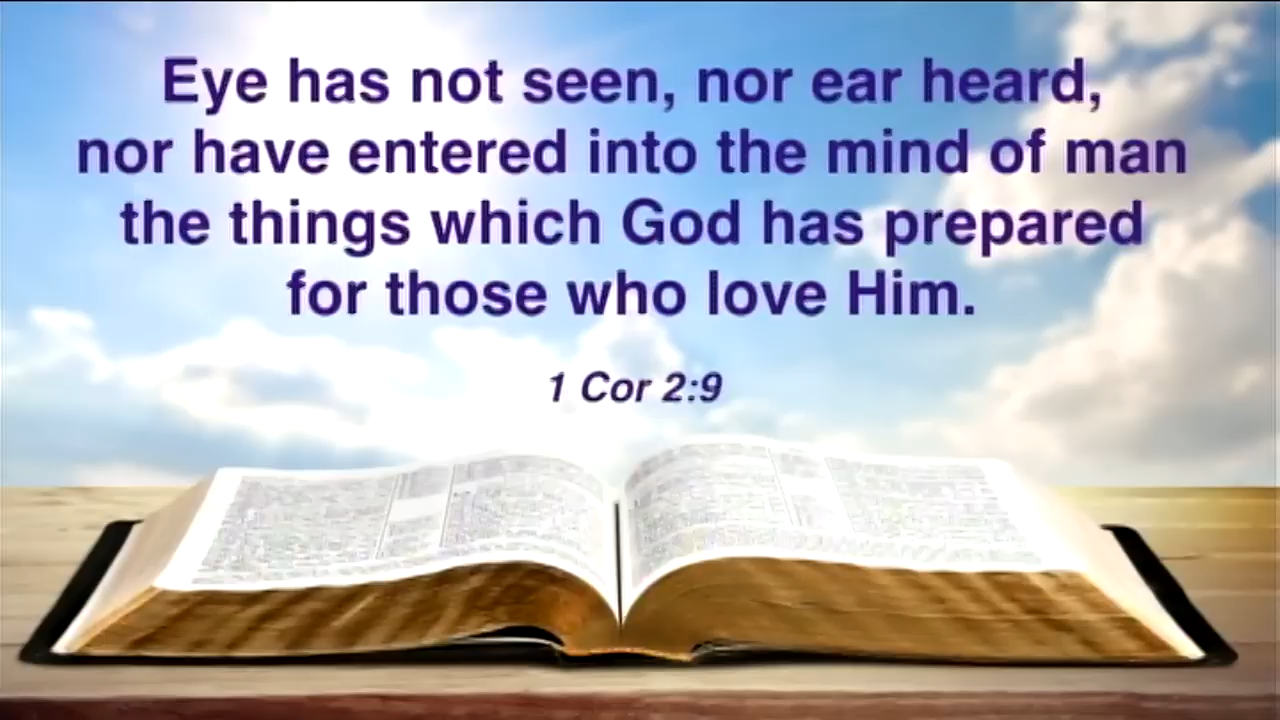 Eye has not seen, nor ear heard,
nor have entered into the mind of man
the things which God has prepared
for those who love Him.
1 Cor 2:9